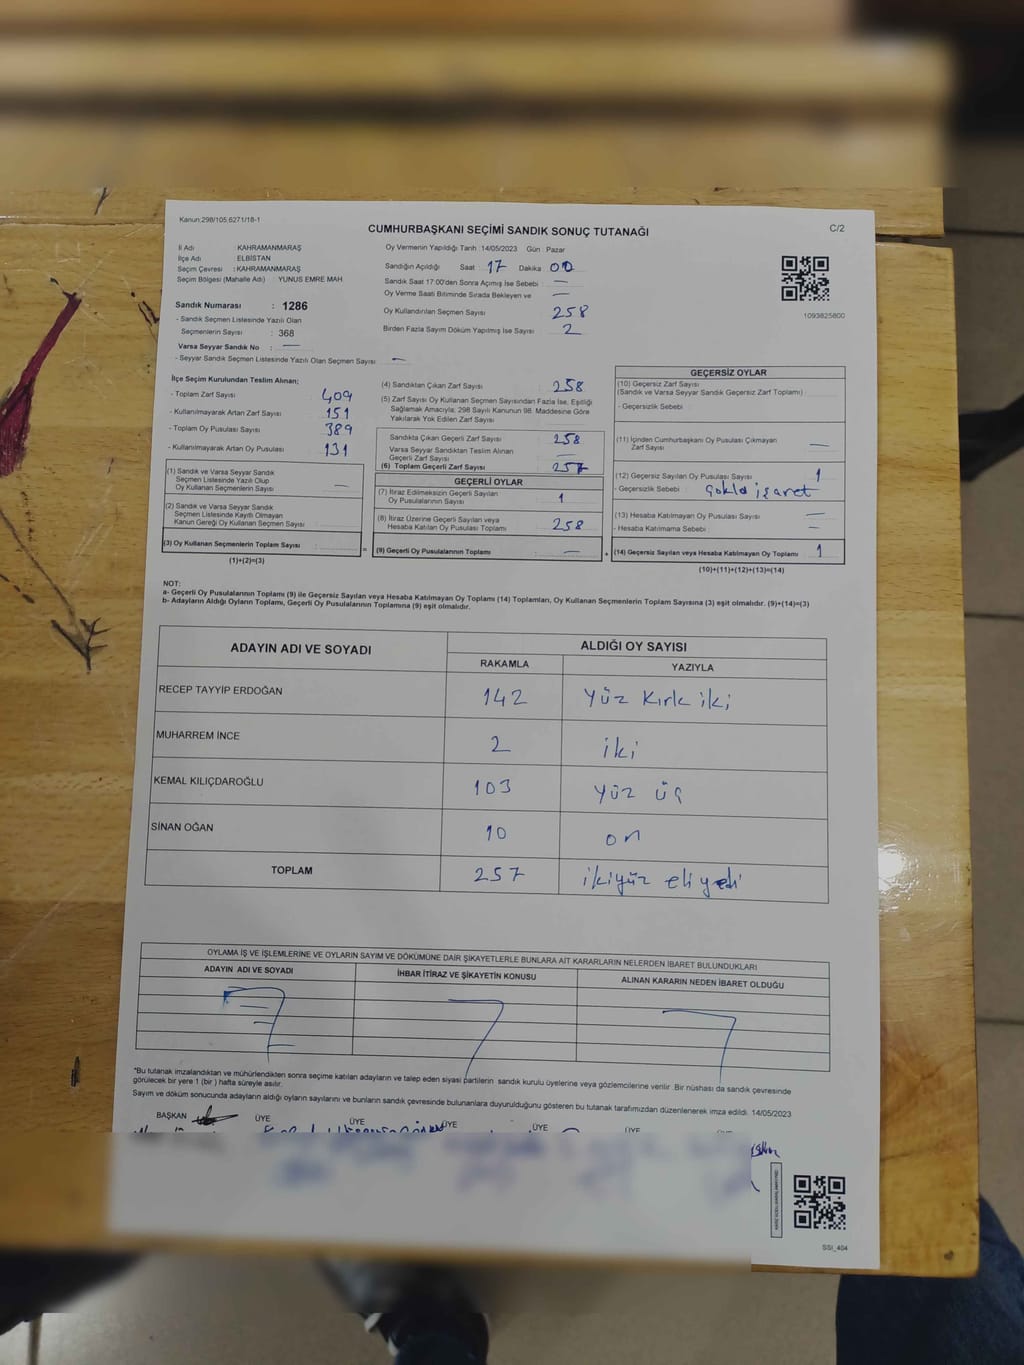 Kanun:298/105,6271/18-1
CUMHURBAŞKANI SEÇİMİ SANDIK SONUÇ TUTANAĞI
C/2
İl Adı : KAHRAMANMARAŞ
İlçe Adı : ELBİSTAN
Seçim Çevresi : KAHRAMANMARAŞ
Seçim Bölgesi (Mahalle Adı) : YUNUS EMRE MAH
Sandık Numarası : 1286
- Sandık Seçmen Listesinde Yazılı Olan
Seçmenlerin Sayısı : 368
Varsa Seyyar Sandık No : —
- Seyyar Sandık Seçmen Listesinde Yazılı Olan Seçmen Sayısı —
Oy Vermenin Yapıldığı Tarih :14/05/2023 Gün : Pazar
Sandığın Açıldığı Saat : 17 Dakika : 00
Sandık Saat 17:00'den Sonra Açımış İse Sebebi : —
Oy Verme Saati Bitiminde Sırada Bekleyen ve —
Oy Kullandırılan Seçmen Sayısı 258
Birden Fazla Sayım Döküm Yapılmış İse Sayısı 2
1093825800
İlçe Seçim Kurulundan Teslim Alınan;
- Toplam Zarf Sayısı : 409
- Kullanılmayarak Artan Zarf Sayısı : 151
- Toplam Oy Pusulası Sayısı : 389
- Kullanılmayarak Artan Oy Pusulası Sayısı : 131
(1) Sandık ve Varsa Seyyar Sandık
Seçmen Listesinde Yazılı Olup
Oy Kullanan Seçmenlerin Sayısı : —
(2) Sandık ve Varsa Seyyar Sandık
Seçmen Listesinde Kayıtlı Olmayan
Kanun Gereği Oy Kullanan Seçmen Sayısı :
(3) Oy Kullanan Seçmenlerin Toplam Sayısı :
(1)+(2)=(3)
(4) Sandıktan Çıkan Zarf Sayısı : 258
(5) Zarf Sayısı Oy Kullanan Seçmen Sayısından Fazla İse, Eşitliği
Sağlamak Amacıyla; 298 Sayılı Kanunun 98. Maddesine Göre
Yakılarak Yok Edilen Zarf Sayısı
Sandıkta Çıkan Geçerli Zarf Sayısı : 258
Varsa Seyyar Sandıktan Teslim Alınan
Geçerli Zarf Sayısı —
(6) Toplam Geçerli Zarf Sayısı : 257
GEÇERLİ OYLAR
(7) İtiraz Edilmeksizin Geçerli Sayılan
Oy Pusulalarının Sayısı : 1
(8) İtiraz Üzerine Geçerli Sayılan veya
Hesaba Katılan Oy Pusulası Toplamı : 258
= (9) Geçerli Oy Pusulalarının Toplamı : — +
GEÇERSİZ OYLAR
(10) Geçersiz Zarf Sayısı
(Sandık ve Varsa Seyyar Sandık Geçersiz Zarf Toplamı) :
- Geçersizlik Sebebi :
(11) İçinden Cumhurbaşkanı Oy Pusulası Çıkmayan
Zarf Sayısı —
(12) Geçersiz Sayılan Oy Pusulası Sayısı : 1
- Geçersizlik Sebebi : Çokla işaret
(13) Hesaba Katılmayan Oy Pusulası Sayısı : —
- Hesaba Katılmama Sebebi : —
(14) Geçersiz Sayılan veya Hesaba Katılmayan Oy Toplamı : 1
(10)+(11)+(12)+(13)=(14)
NOT:
a- Geçerli Oy Pusulalarının Toplamı (9) ile Geçersiz Sayılan veya Hesaba Katılmayan Oy Toplamı (14) Toplamları, Oy Kullanan Seçmenlerin Toplam Sayısına (3) eşit olmalıdır. (9)+(14)=(3)
b- Adayların Aldığı Oyların Toplamı, Geçerli Oy Pusulalarının Toplamına (9) eşit olmalıdır.
ADAYIN ADI VE SOYADI
ALDIĞI OY SAYISI
RAKAMLA YAZIYLA
RECEP TAYYİP ERDOĞAN 142 Yüz Kırk iki
MUHARREM İNCE 2 iki
KEMAL KILIÇDAROĞLU 103 Yüz üç
SİNAN OĞAN 10 on
TOPLAM 257 ikiyüz eli yedi
OYLAMA İŞ VE İŞLEMLERİNE VE OYLARIN SAYIM VE DÖKÜMÜNE DAİR ŞİKAYETLERLE BUNLARA AİT KARARLARIN NELERDEN İBARET BULUNDUKLARI
ADAYIN ADI VE SOYADI İHBAR İTİRAZ VE ŞİKAYETİN KONUSU ALINAN KARARIN NEDEN İBARET OLDUĞU
*Bu tutanak imzalandıktan ve mühürlendikten sonra seçime katılan adayların ve talep eden siyasi partilerin sandık kurulu üyelerine veya gözlemcilerine verilir. Bir nüshası da sandık çevresinde
görülecek bir yere 1 (bir ) hafta süreyle asılır.
Sayım ve döküm sonucunda adayların aldığı oyların sayılarını ve bunların sandık çevresinde bulunanlara duyurulduğunu gösteren bu tutanak tarafımızdan düzenlenerek imza edildi. 14/05/2023
BAŞKAN ÜYE ÜYE ÜYE ÜYE ÜYE ÜYE
SSI_404